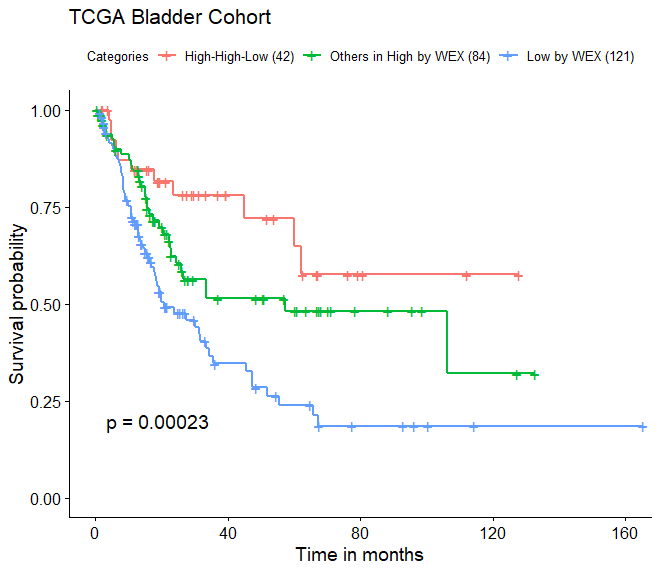 TCGA Bladder Cohort
Categories High-High-Low (42) Others in High by WEX (84) Low by WEX (121)
Survival probability
1.00
0.75
0.50
0.25
0.00
p = 0.00023
0 40 80 120 160
Time in months